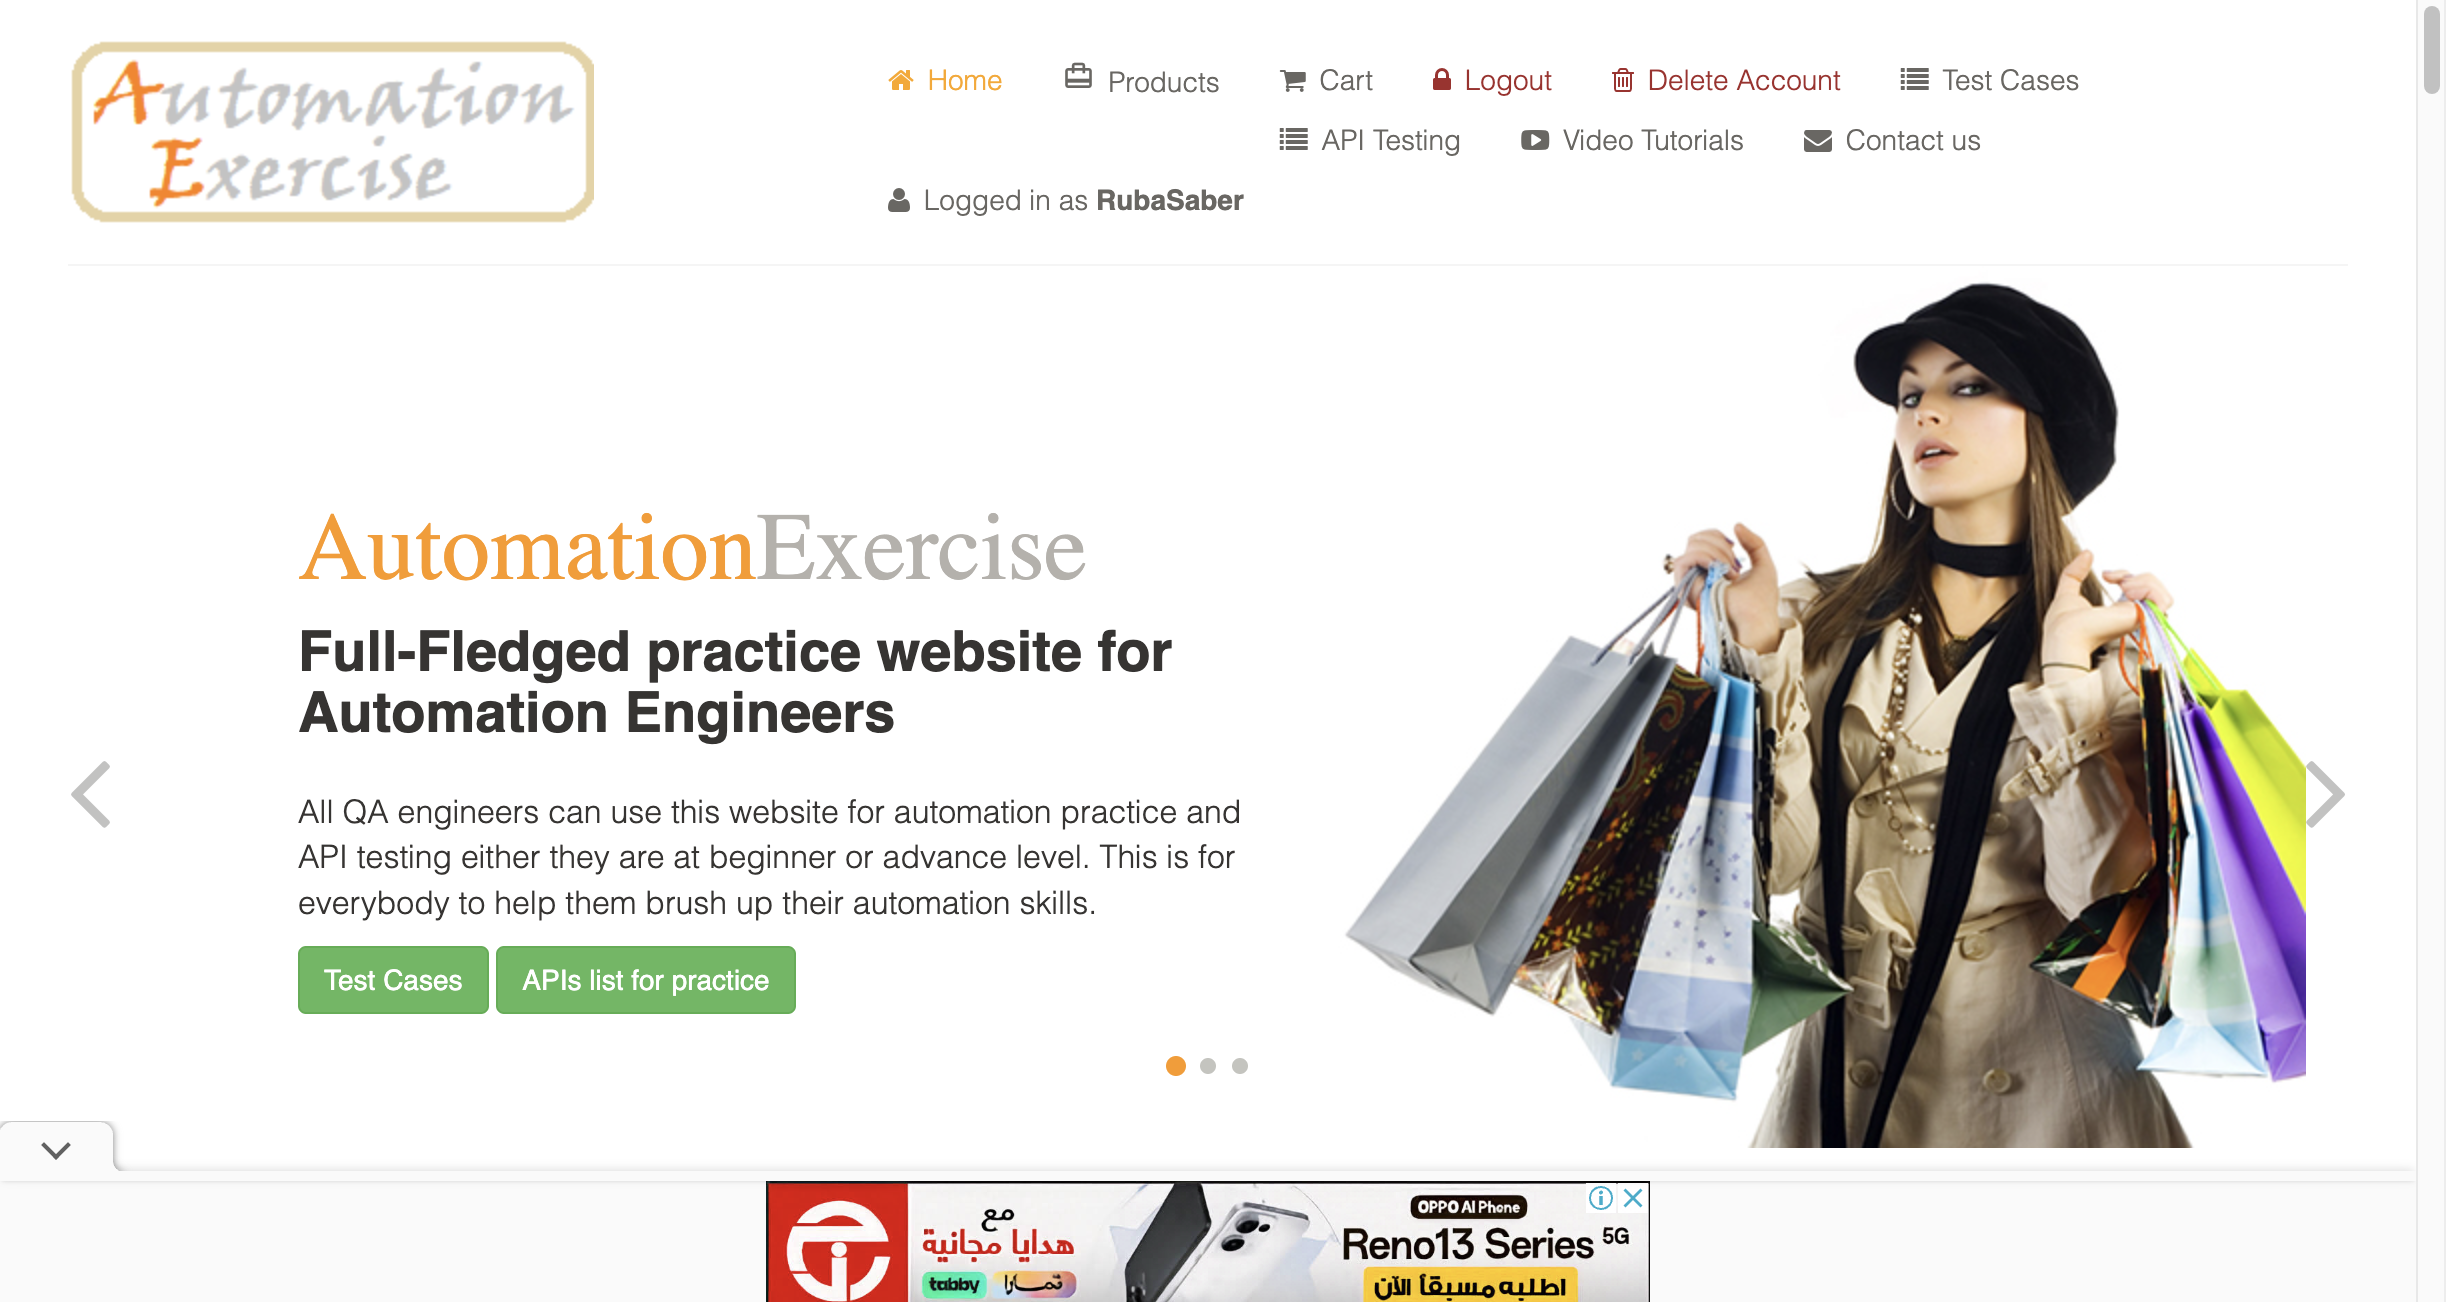 Automation
Exercise
Home Products Cart Logout Delete Account Test Cases
API Testing Video Tutorials Contact us
Logged in as RubaSaber
AutomationExercise
Full-Fledged practice website for
Automation Engineers
All QA engineers can use this website for automation practice and
API testing either they are at beginner or advance level. This is for
everybody to help them brush up their automation skills.
Test Cases APIs list for practice
مع
هدايا مجانية
tabby تمارا
OPPO AI Phone
Reno13 Series 5G
اطلبه مسبقاً الآن